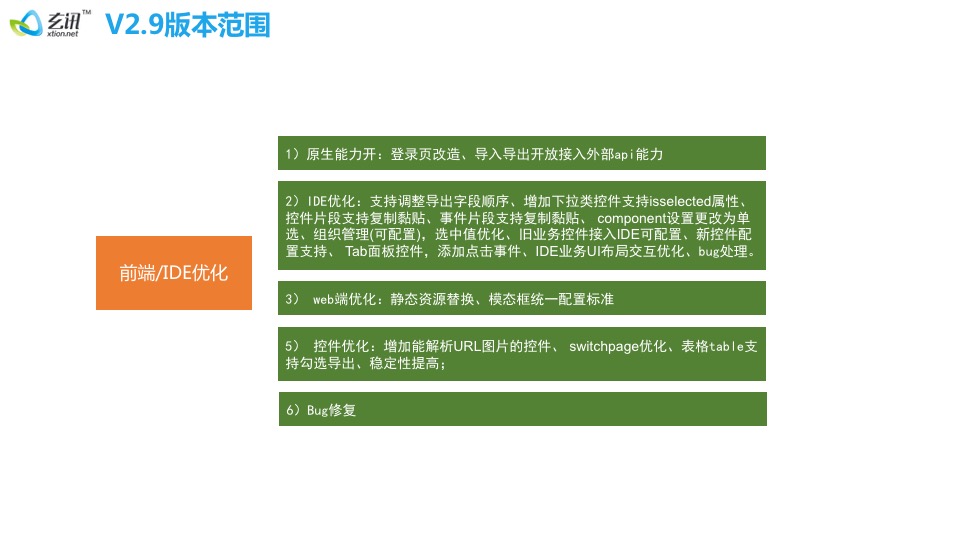 玄讯™
xtion.net
V2.9版本范围
前端/IDE优化
1）原生能力开：登录页改造、导入导出开放接入外部api能力
2）IDE优化：支持调整导出字段顺序、增加下拉类控件支持isselected属性、
控件片段支持复制黏贴、事件片段支持复制黏贴、 component设置更改为单
选、组织管理(可配置)，选中值优化、旧业务控件接入IDE可配置、新控件配
置支持、 Tab面板控件，添加点击事件、IDE业务UI布局交互优化、bug处理。
3） web端优化：静态资源替换、模态框统一配置标准
5） 控件优化：增加能解析URL图片的控件、 switchpage优化、表格table支
持勾选导出、稳定性提高；
6）Bug修复